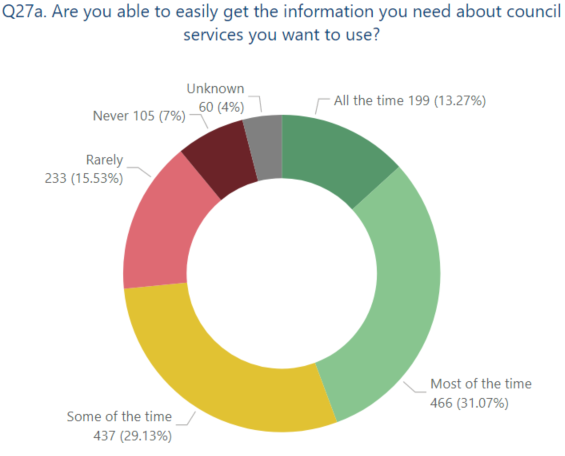 Q27a. Are you able to easily get the information you need about council
services you want to use?
Unknown
60 (4%)
All the time 199 (13.27%)
Never 105 (7%)
Rarely
233 (15.53%)
Most of the time
466 (31.07%)
Some of the time
437 (29.13%)